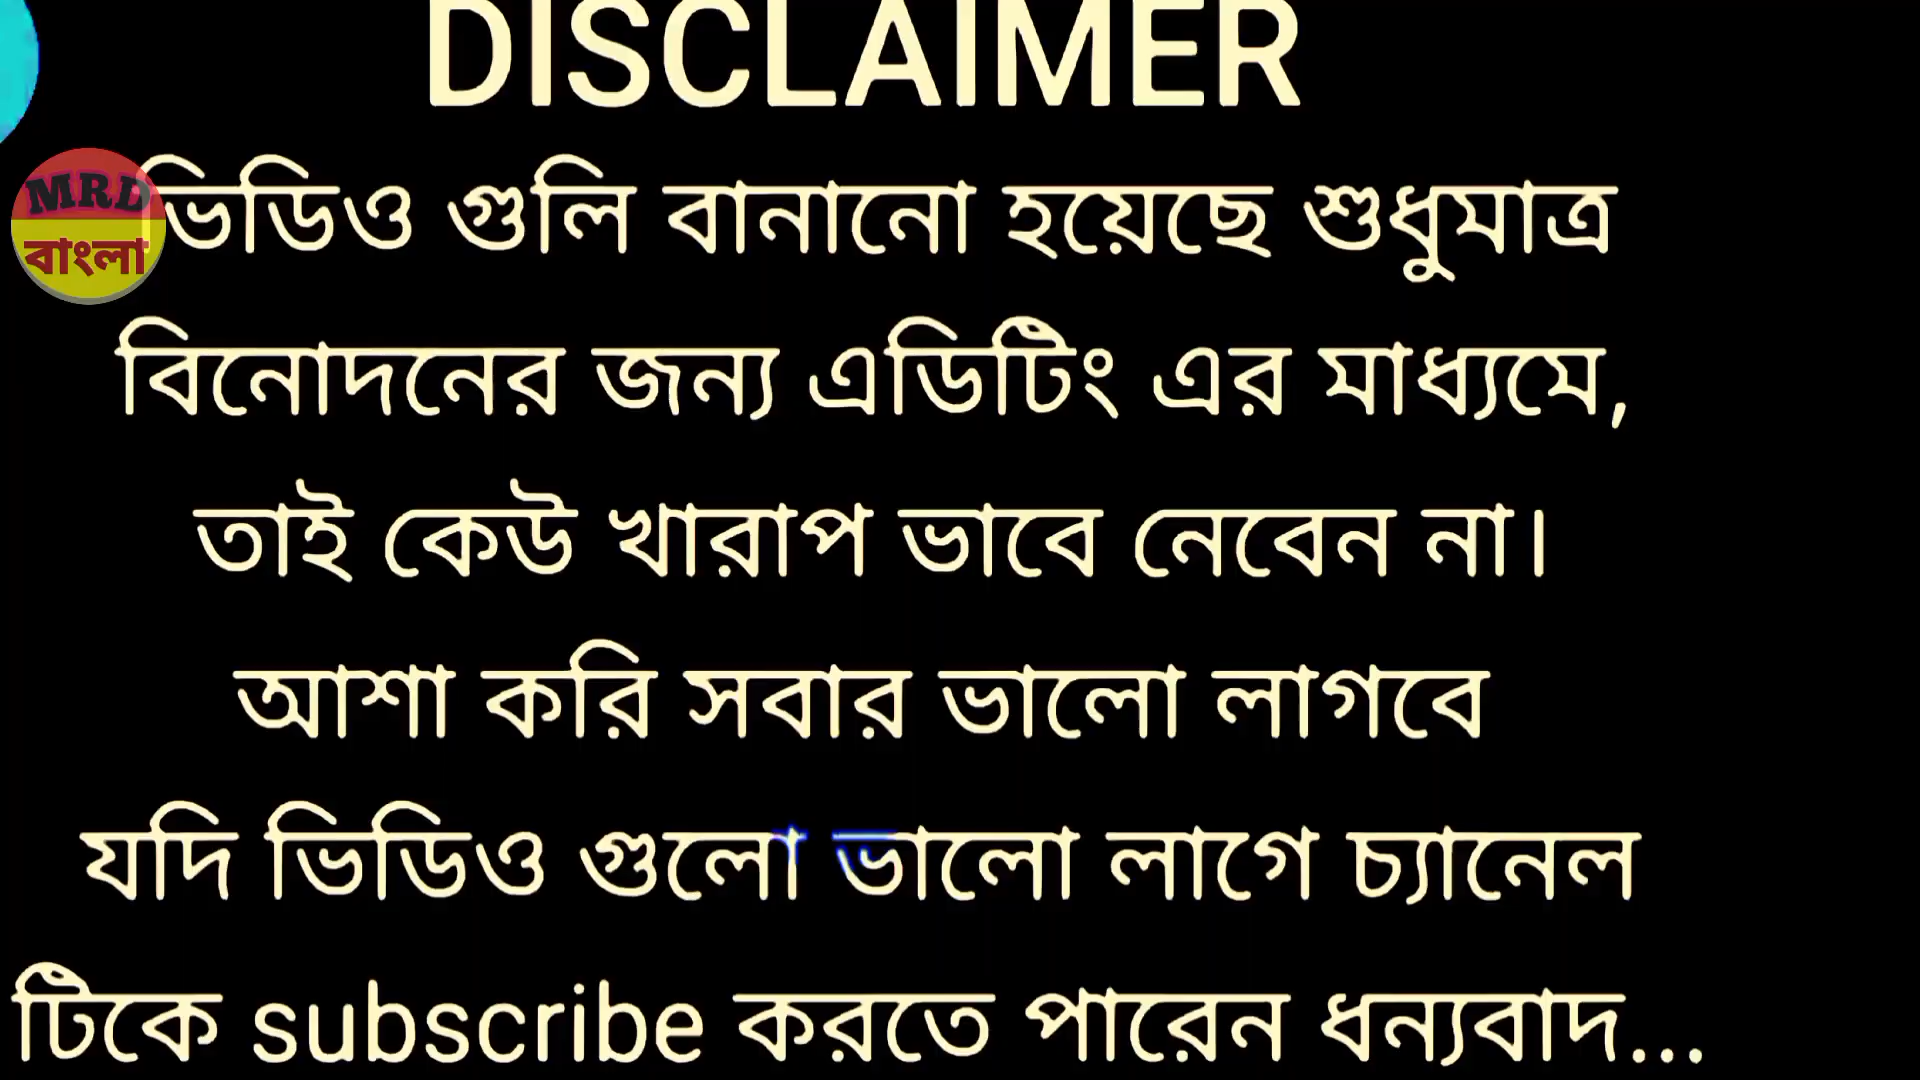 DISCLAIMER
MRD
বাংলা
ভিডিও গুলি বানানো হয়েছে শুধুমাত্র
বিনোদনের জন্য এডিটিং এর মাধ্যমে,
তাই কেউ খারাপ ভাবে নেবেন না।
আশা করি সবার ভালো লাগবে
যদি ভিডিও গুলো ভালো লাগে চ্যানেল
টিকে subscribe করতে পারেন ধন্যবাদ...